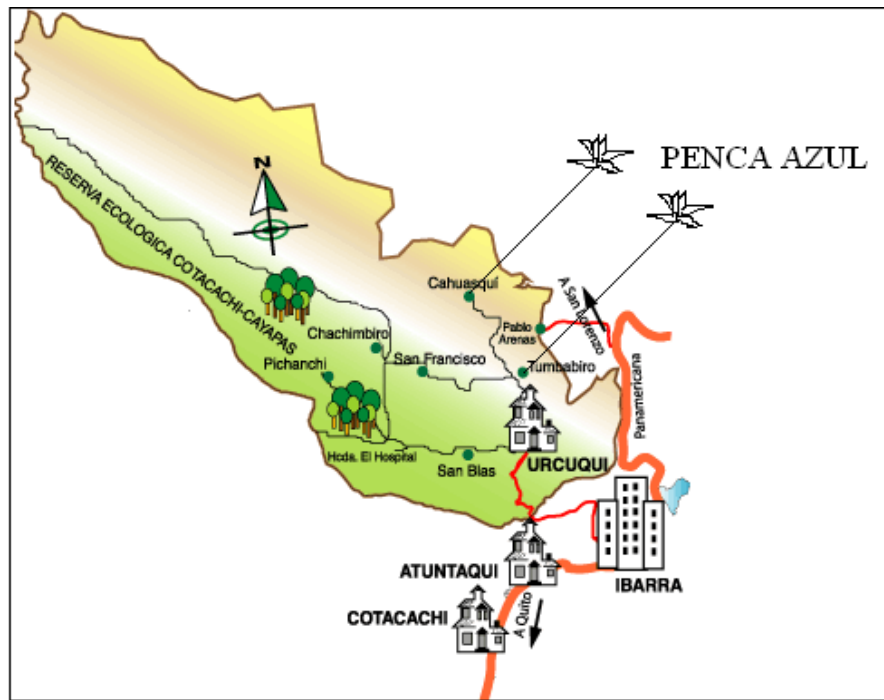 PENCA AZUL
N
RESERVA ECOLOGICA COTACACHI-CAYAPAS
Cahuasquí
A San Lorenzo
Pablo
Arenas
Chachimbiro
San Francisco
Pichanchi
Tumbabiro
Panamericana
Hcda. El Hospital
San Blas
URCUQUI
ATUNTAQUI
IBARRA
COTACACHI
A Quito